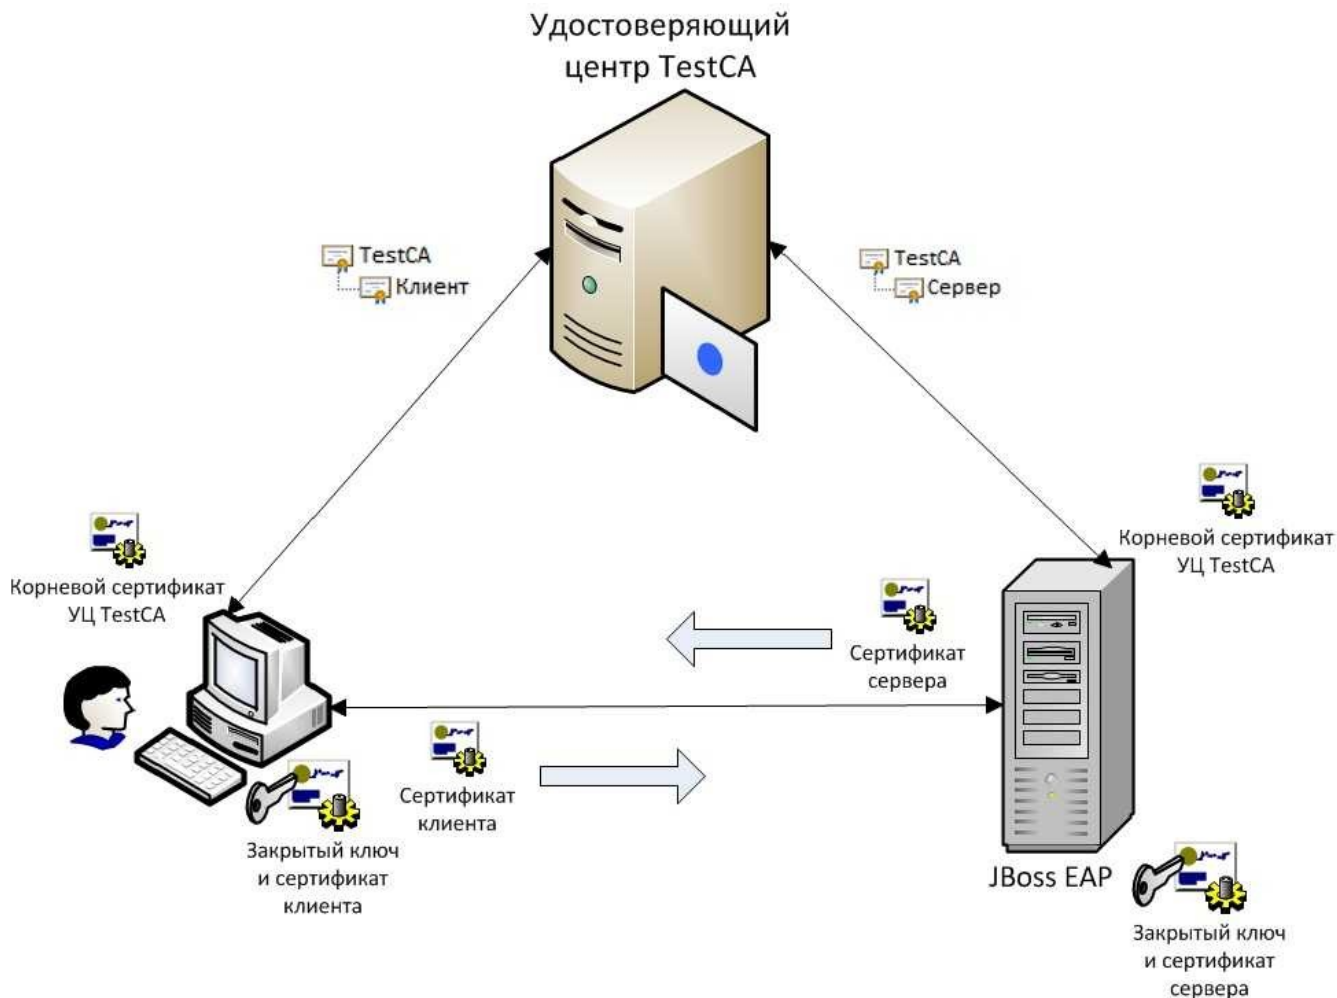 Удостоверяющий
центр TestCA
TestCA
Клиент
TestCA
Сервер
Корневой сертификат
УЦ TestCA
Корневой сертификат
УЦ TestCA
Сертификат
сервера
Сертификат
клиента
Закрытый ключ
и сертификат
клиента
JBoss EAP
Закрытый ключ
и сертификат
сервера